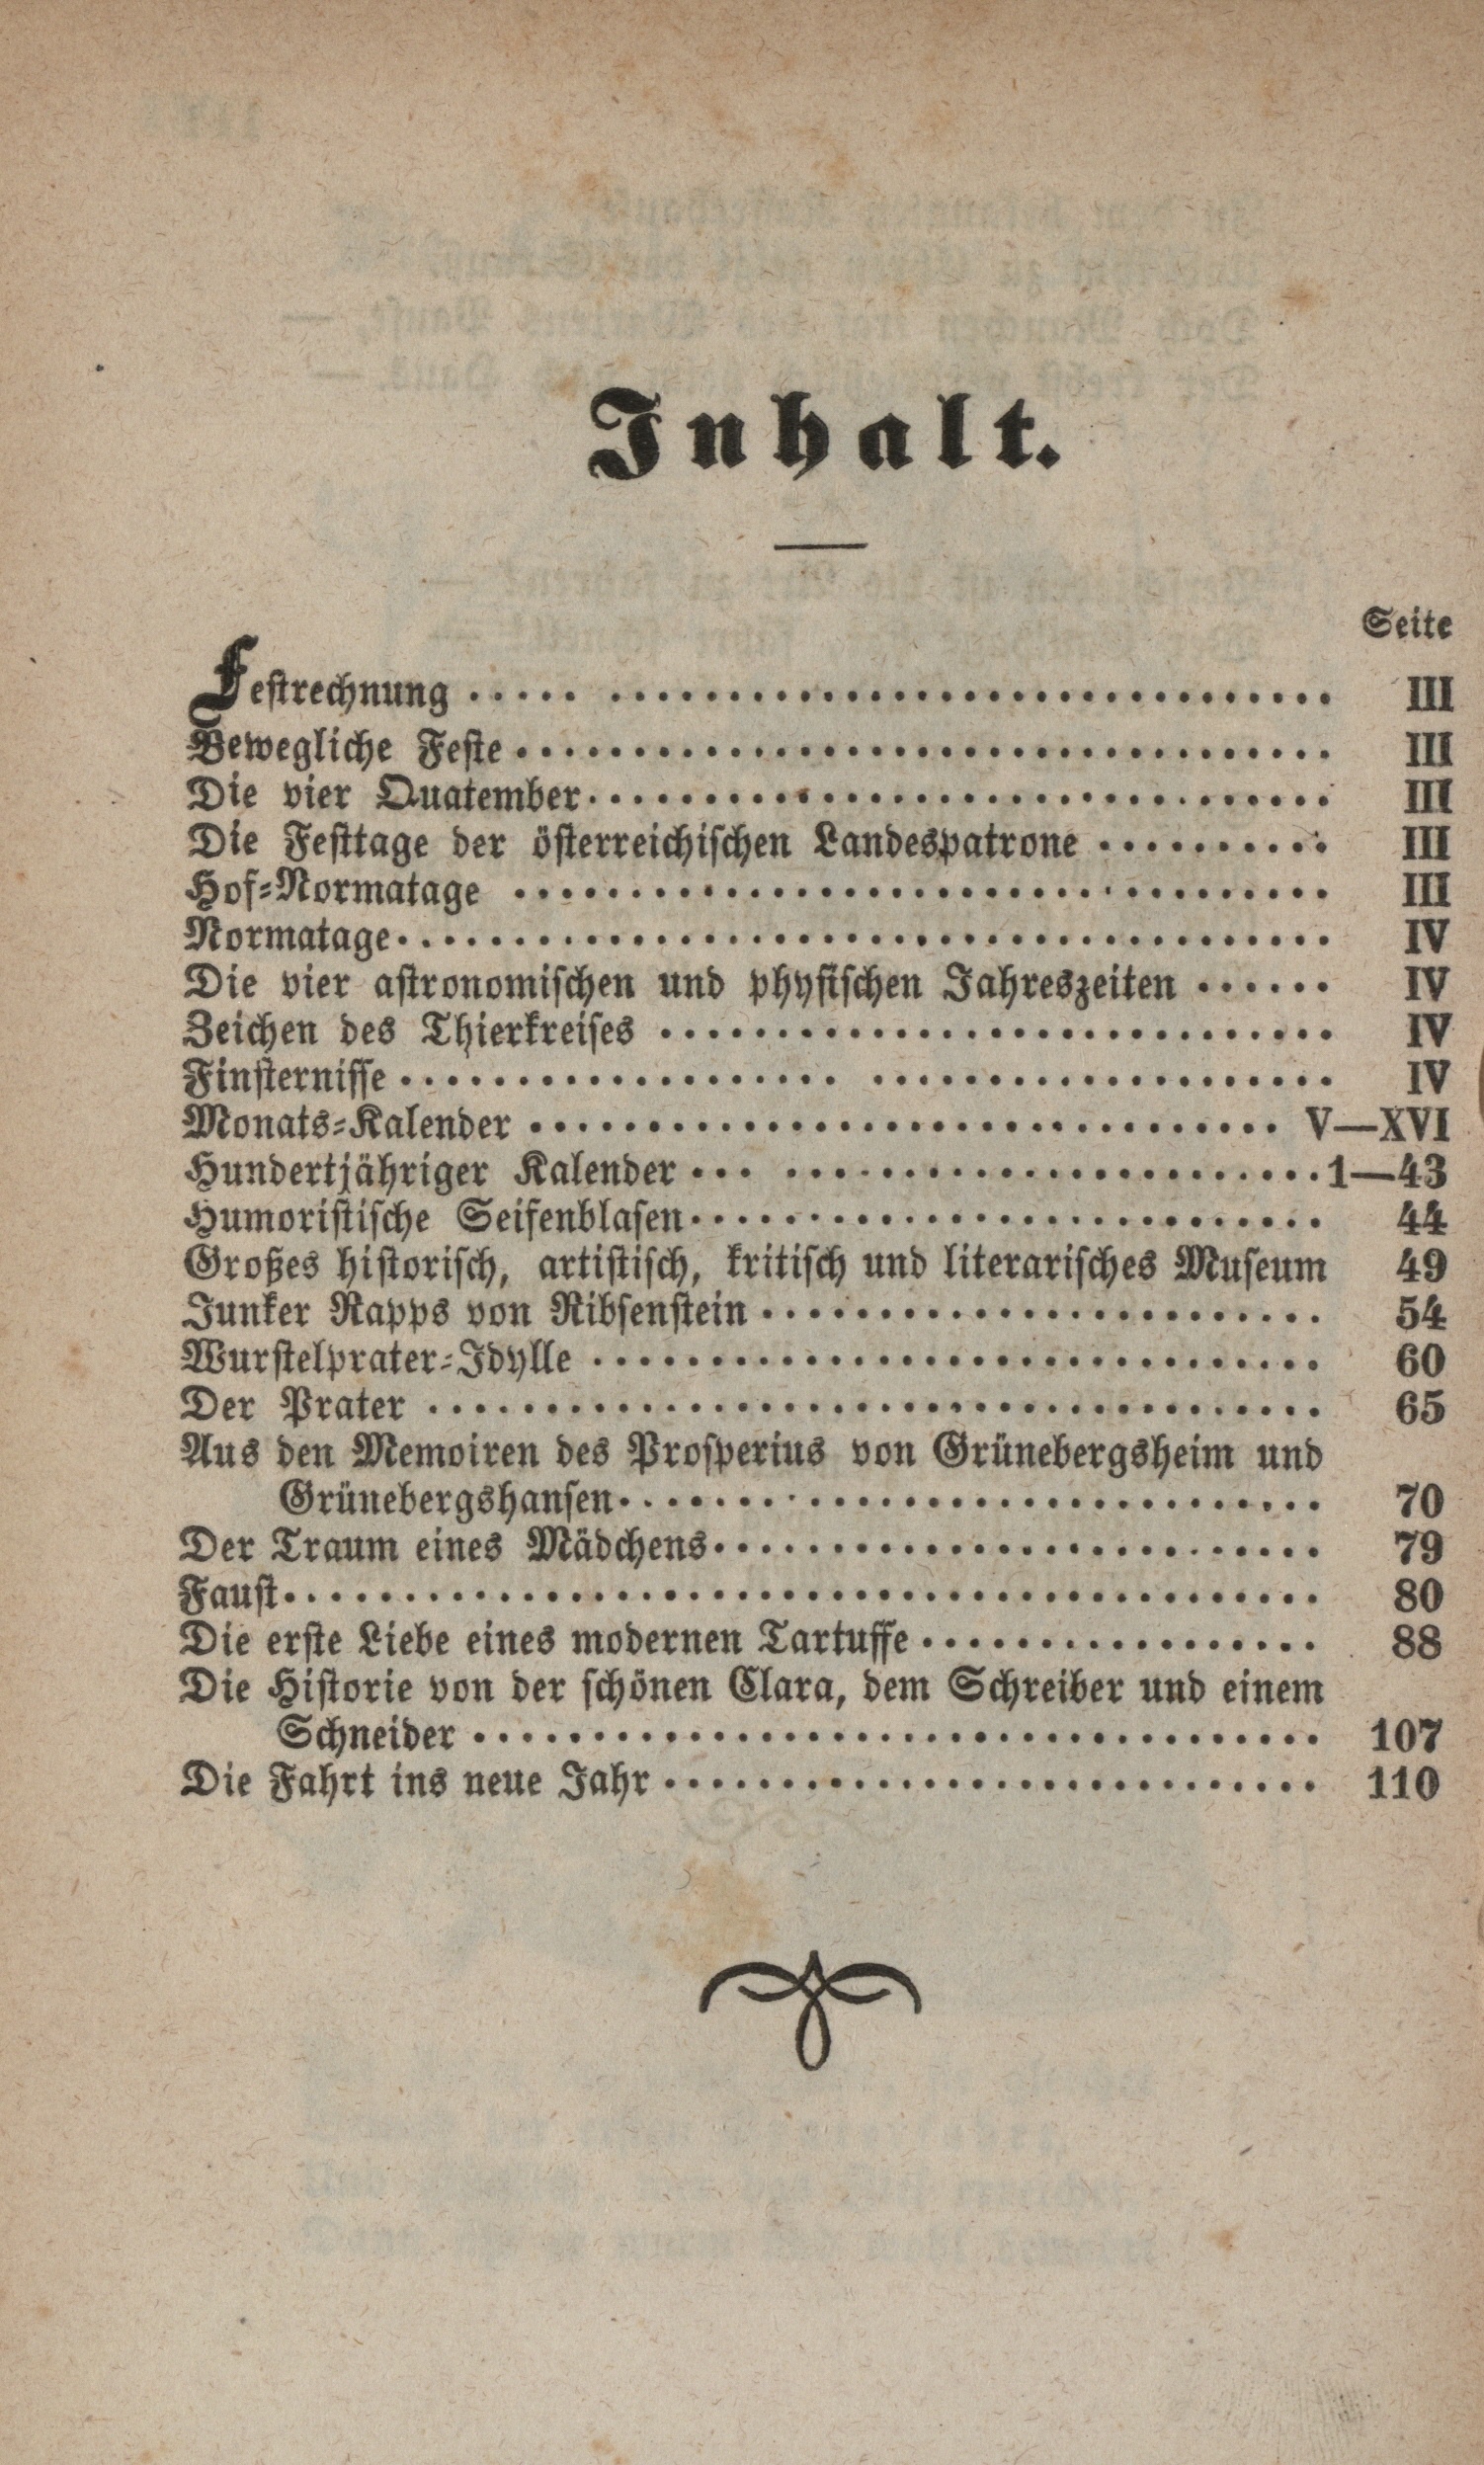 Inhalt.
Seite
Festrechnung ..... ............................... III
Bewegliche Feste ................................... III
Die vier Quatember ................................ III
Die Festtage der österreichischen Landespatrone .......... III
Hof-Normatage ................................... III
Normatage ........................................ IV
Die vier astronomischen und physischen Jahreszeiten ...... IV
Zeichen des Thierkreises ............................. IV
Finsternisse ................... .................... IV
Monats-Kalender ................................ V—XVI
Hundertjähriger Kalender ... ....................... 1—43
Humoristische Seifenblasen ........................... 44
Großes historisch, artistisch, kritisch und literarisches Museum 49
Junker Rapps von Ribsenstein ........................ 54
Wurstelprater-Idylle ............................... 60
Der Prater ...................................... 65
Aus den Memoiren des Prosperius von Grünebergsheim und
Grünebergshansen .............................. 70
Der Traum eines Mädchens .......................... 79
Faust ............................................ 80
Die erste Liebe eines modernen Tartuffe ................. 88
Die Historie von der schönen Clara, dem Schreiber und einem
Schneider .................................... 107
Die Fahrt ins neue Jahr ............................ 110